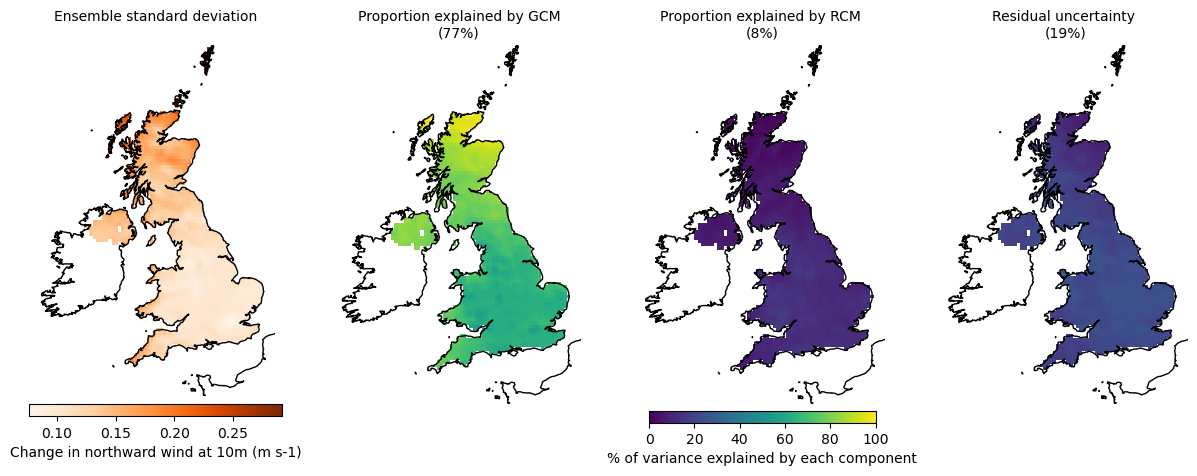 Ensemble standard deviation
Proportion explained by GCM
(77%)
Proportion explained by RCM
(8%)
Residual uncertainty
(19%)
0.10 0.15 0.20 0.25
Change in northward wind at 10m (m s-1)
0 20 40 60 80 100
% of variance explained by each component